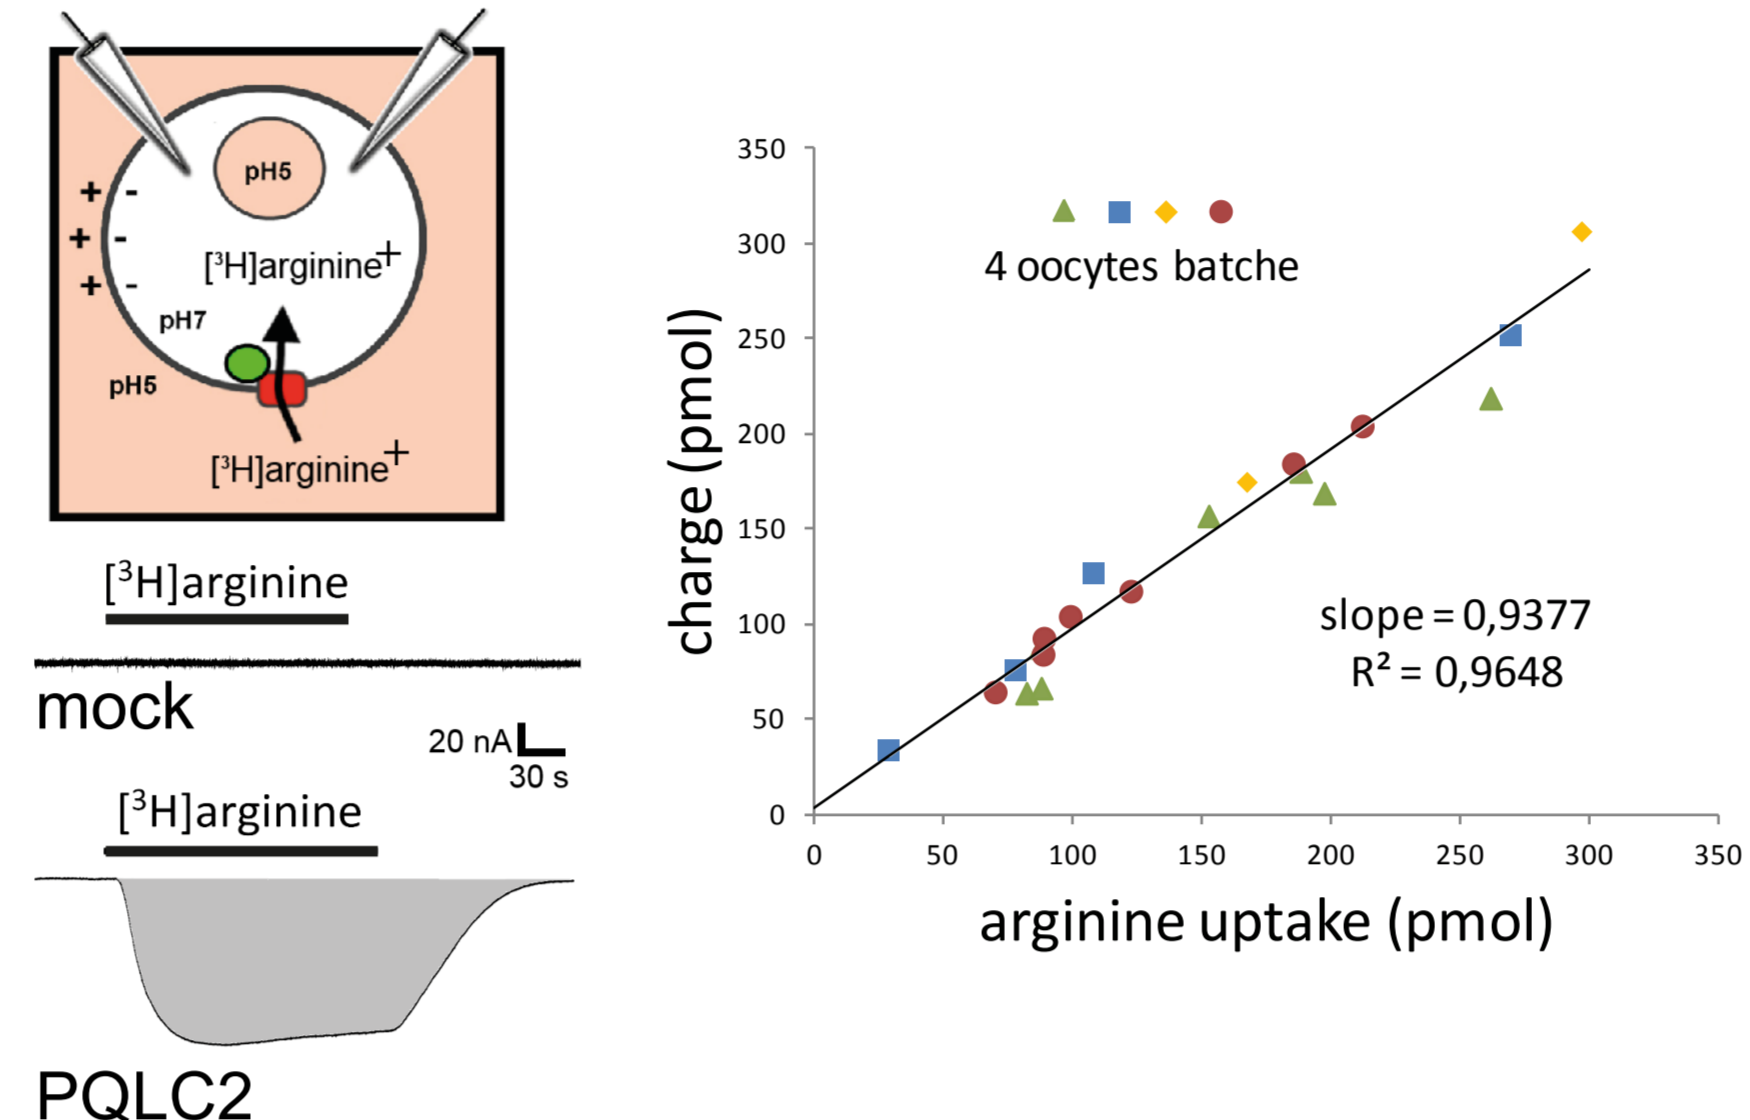 pH5
+ -
+ -
+ -
[³H]arginine+
pH7
pH5
[³H]arginine+
[³H]arginine
mock
20 nA
30 s
[³H]arginine
PQLC2
charge (pmol)
350
300
250
200
150
100
50
0
4 oocytes batche
slope = 0,9377
R² = 0,9648
0 50 100 150 200 250 300 350
arginine uptake (pmol)